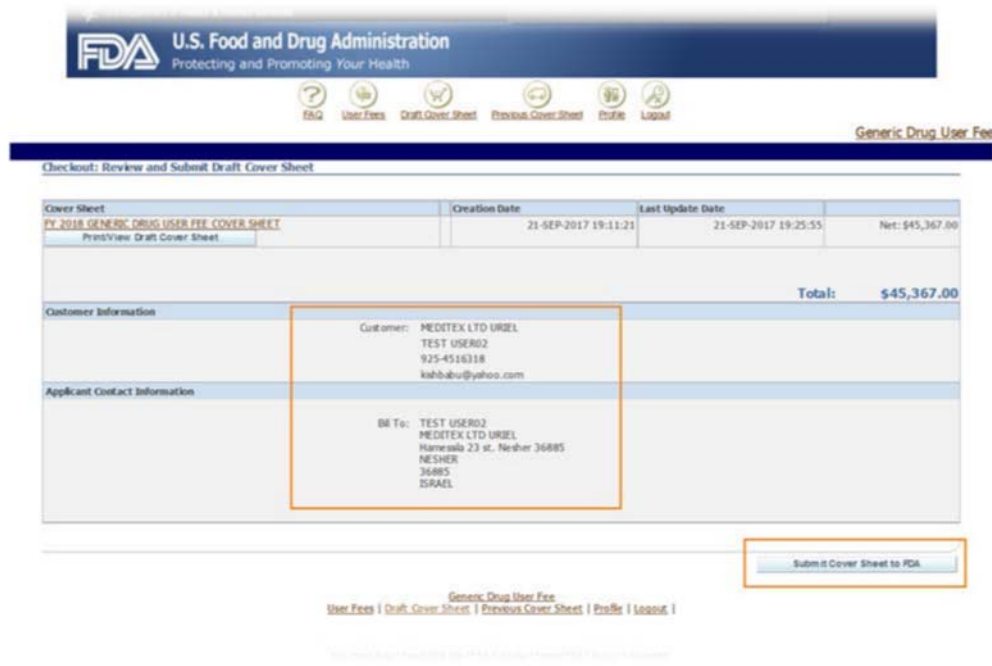 FDA U.S. Food and Drug Administration
Protecting and Promoting Your Health
FAQ User Fees Draft Cover Sheet Previous Cover Sheet Profile Logout
Generic Drug User Fee
Checkout: Review and Submit Draft Cover Sheet
Cover Sheet Creation Date Last Update Date
FY 2018 GENERIC DRUG USER FEE COVER SHEET 21-SEP-2017 19:11:21 21-SEP-2017 19:25:55 Net: $45,367.00
Print/View Draft Cover Sheet
Total: $45,367.00
Customer Information
Customer: MEDITEX LTD URIEL
TEST USER02
925-4516318
kishbabu@yahoo.com
Applicant Contact Information
Bill To: TEST USER02
MEDITEX LTD URIEL
Hamessila 23 st. Nesher 36885
NESHER
36885
ISRAEL
Submit Cover Sheet to FDA
Generic Drug User Fee
User Fees | Draft Cover Sheet | Previous Cover Sheet | Profile | Logout |